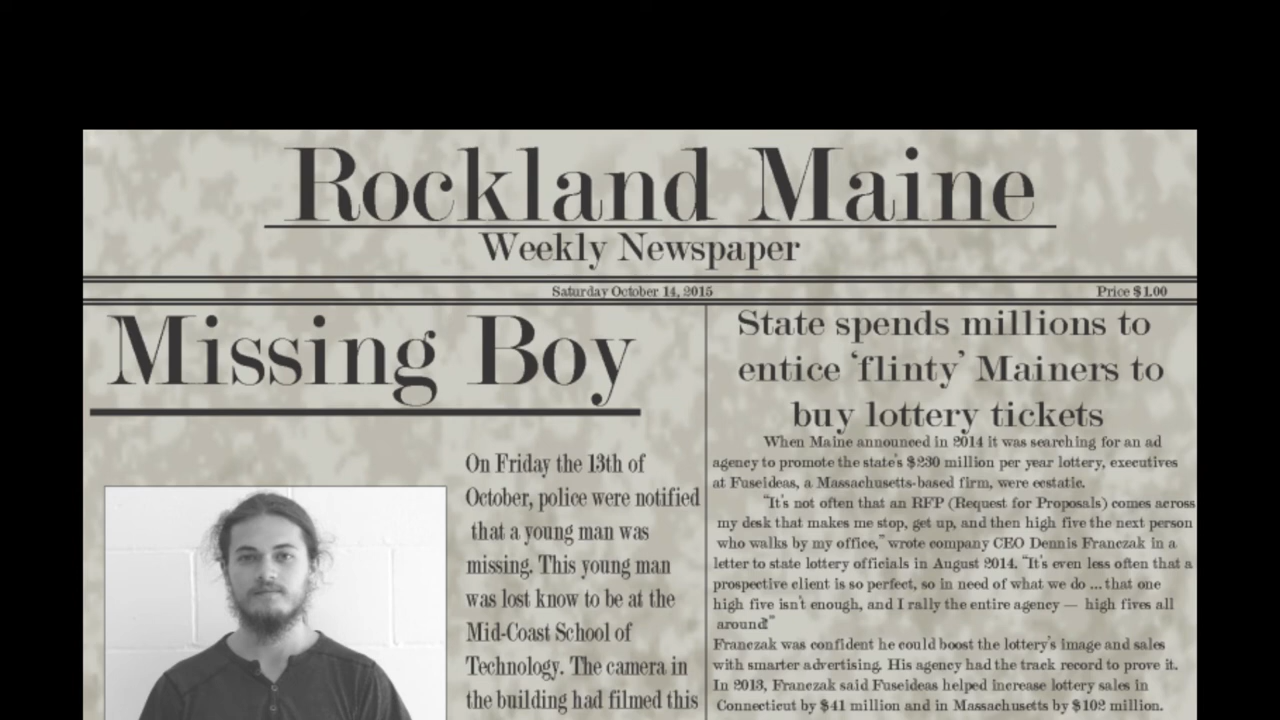 Rockland Maine
Weekly Newspaper
Saturday October 14, 2015
Price $1.00
Missing Boy
On Friday the 13th of
October, police were notified
that a young man was
missing. This young man
was lost know to be at the
Mid-Coast School of
Technology. The camera in
the building had filmed this
State spends millions to
entice ‘flinty’ Mainers to
buy lottery tickets
When Maine announced in 2014 it was searching for an ad
agency to promote the state's $230 million per year lottery, executives
at Fuseideas, a Massachusetts-based firm, were ecstatic.
“It's not often that an RFP (Request for Proposals) comes across
my desk that makes me stop, get up, and then high five the next person
who walks by my office,” wrote company CEO Dennis Franczak in a
letter to state lottery officials in August 2014. “It's even less often that a
prospective client is so perfect, so in need of what we do ... that one
high five isn't enough, and I rally the entire agency — high fives all
around!”
Franczak was confident he could boost the lottery's image and sales
with smarter advertising. His agency had the track record to prove it.
In 2013, Franczak said Fuseideas helped increase lottery sales in
Connecticut by $41 million and in Massachusetts by $102 million.